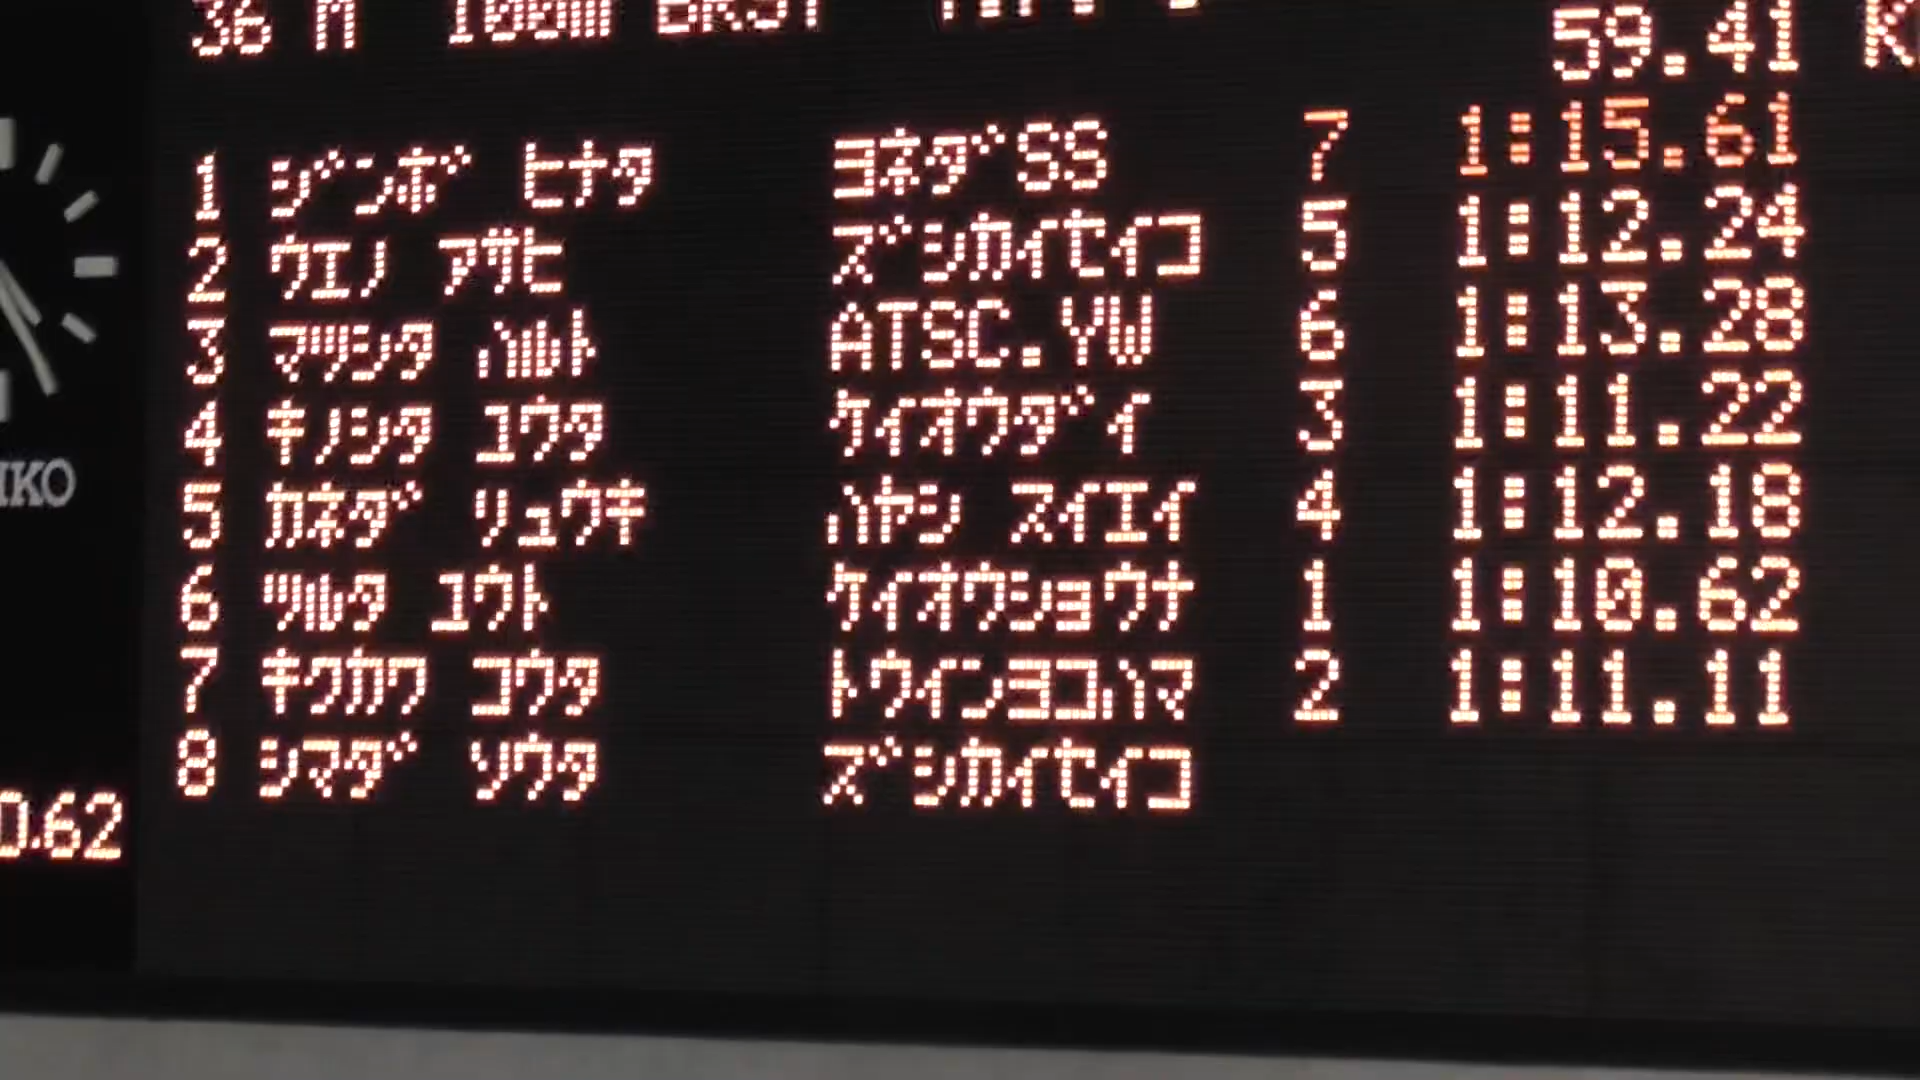 36 M 100m BRST
59.41
1 ｼﾞﾝﾎﾞ ﾋﾅﾀ ﾖﾈﾀﾞSS 7 1:15.61
2 ｳｴﾉ ｱｻﾋ ｽﾞｼｶｲｾｲｺ 5 1:12.24
3 ﾏﾂｼﾀ ﾊﾙﾄ ATSC.YW 6 1:13.28
4 ｷﾉｼﾀ ﾕｳﾀ ｹｲｵｳﾀﾞｲ 3 1:11.22
5 ｶﾈﾀﾞ ﾘｭｳｷ ﾊﾔｼ ｽｲｴｲ 4 1:12.18
6 ﾂﾙﾀ ﾕｳﾄ ｹｲｵｳｼｮｳﾅ 1 1:10.62
7 ｷｸｶﾜ ｺｳﾀ ﾄｳｲﾝﾖｺﾊﾏ 2 1:11.11
8 ｼﾏﾀﾞ ｿｳﾀ ｽﾞｼｶｲｾｲｺ
IKO
0.62